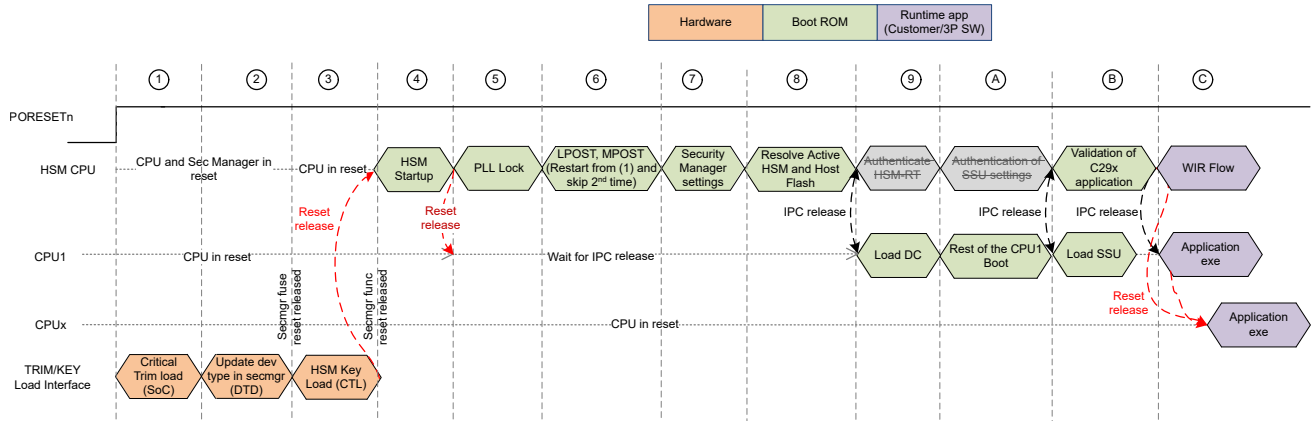 Hardware
Boot ROM
Runtime app
(Customer/3P SW)
1
2
3
4
5
6
7
8
9
A
B
C
PORESETn
HSM CPU
CPU and Sec Manager in
reset
CPU in reset
HSM
Startup
PLL Lock
LPOST, MPOST
(Restart from (1) and
skip 2nd time)
Security
Manager
settings
Resolve Active
HSM and Host
Flash
Authenticate
HSM-RT
Authentication of
SSU settings
Validation of
C29x
application
WIR Flow
Reset
release
Reset
release
IPC release
IPC release
IPC release
CPU1
CPU in reset
Wait for IPC release
Load DC
Rest of the CPU1
Boot
Load SSU
Application
exe
Secmgr fuse
reset released
Secmgr func
reset released
Reset
release
CPUx
CPU in reset
Application
exe
TRIM/KEY
Load Interface
Critical
Trim load
(SoC)
Update dev
type in secmgr
(DTD)
HSM Key
Load (CTL)